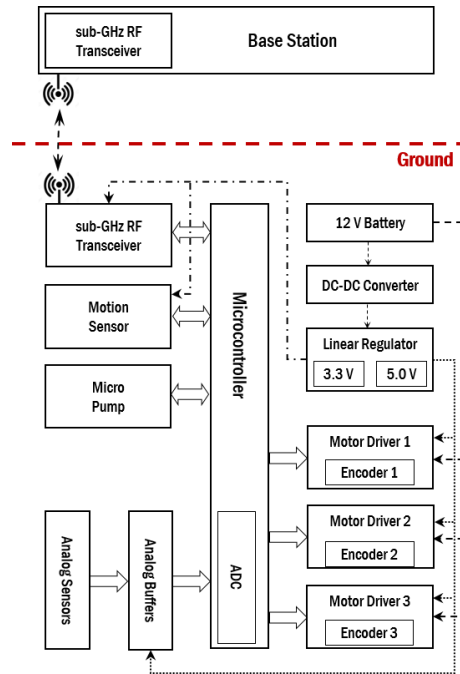 sub-GHz RF
Transceiver
Base Station
Ground
sub-GHz RF
Transceiver
12 V Battery
DC-DC Converter
Motion
Sensor
Microcontroller
Linear Regulator
3.3 V
5.0 V
Micro
Pump
Motor Driver 1
Encoder 1
Motor Driver 2
Encoder 2
Analog Sensors
Analog Buffers
ADC
Motor Driver 3
Encoder 3